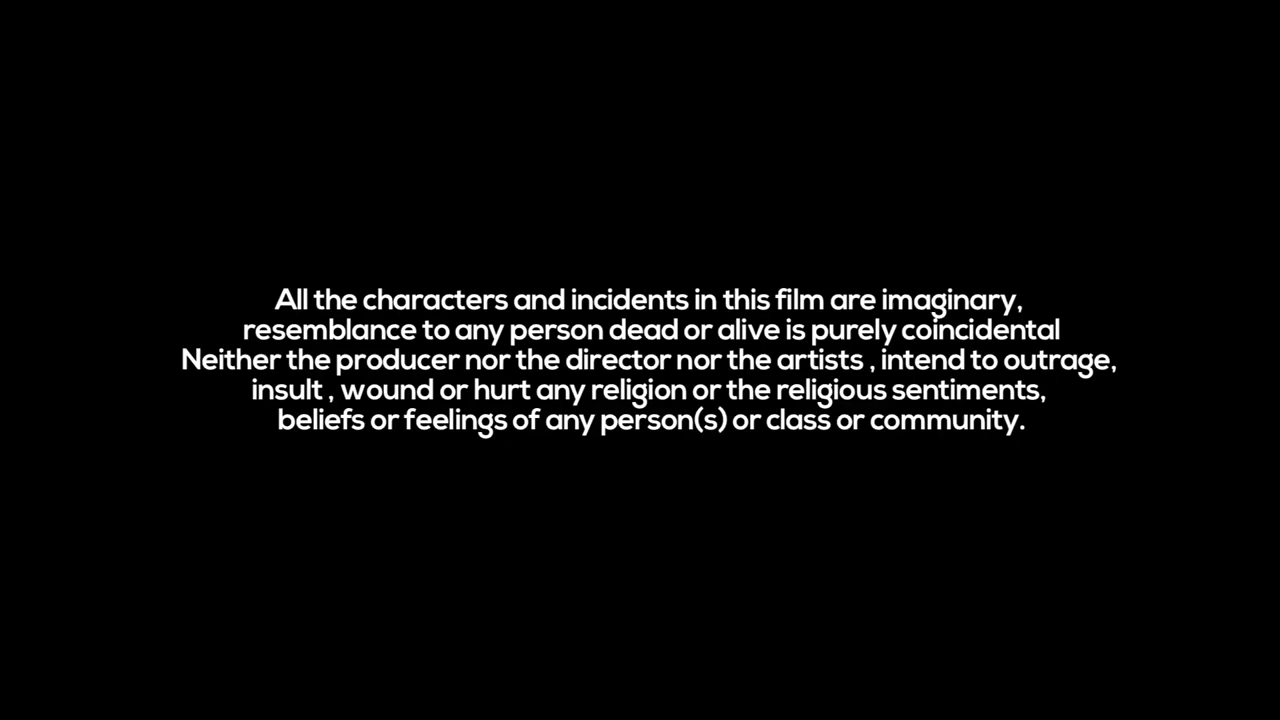 All the characters and incidents in this film are imaginary,
resemblance to any person dead or alive is purely coincidental
Neither the producer nor the director nor the artists , intend to outrage,
insult , wound or hurt any religion or the religious sentiments,
beliefs or feelings of any person(s) or class or community.